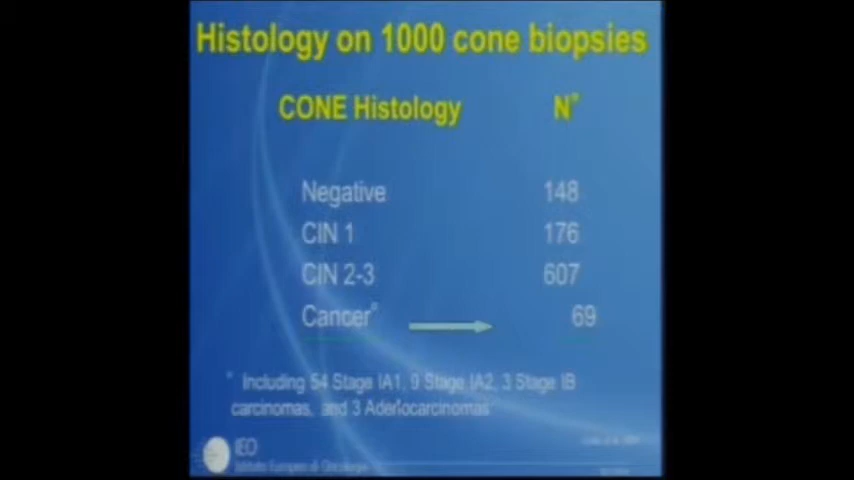 Histology on 1000 cone biopsies
CONE Histology N°
Negative 148
CIN 1 176
CIN 2-3 607
Cancer° 69
° Including 54 Stage IA1, 9 Stage IA2, 3 Stage IB
carcinomas, and 3 Adenocarcinomas
IEO
Istituto Europeo di Oncologia